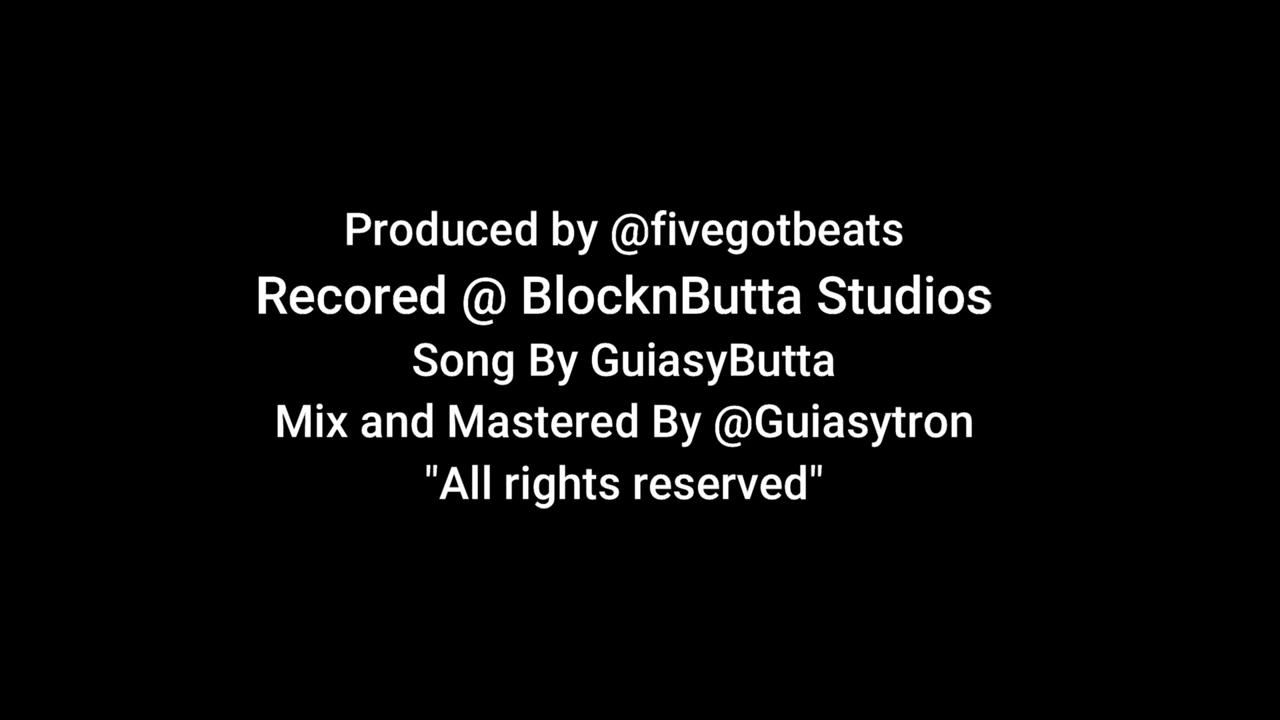 Produced by @fivegotbeats
Recored @ BlocknButta Studios
Song By GuiasyButta
Mix and Mastered By @Guiasytron
"All rights reserved"